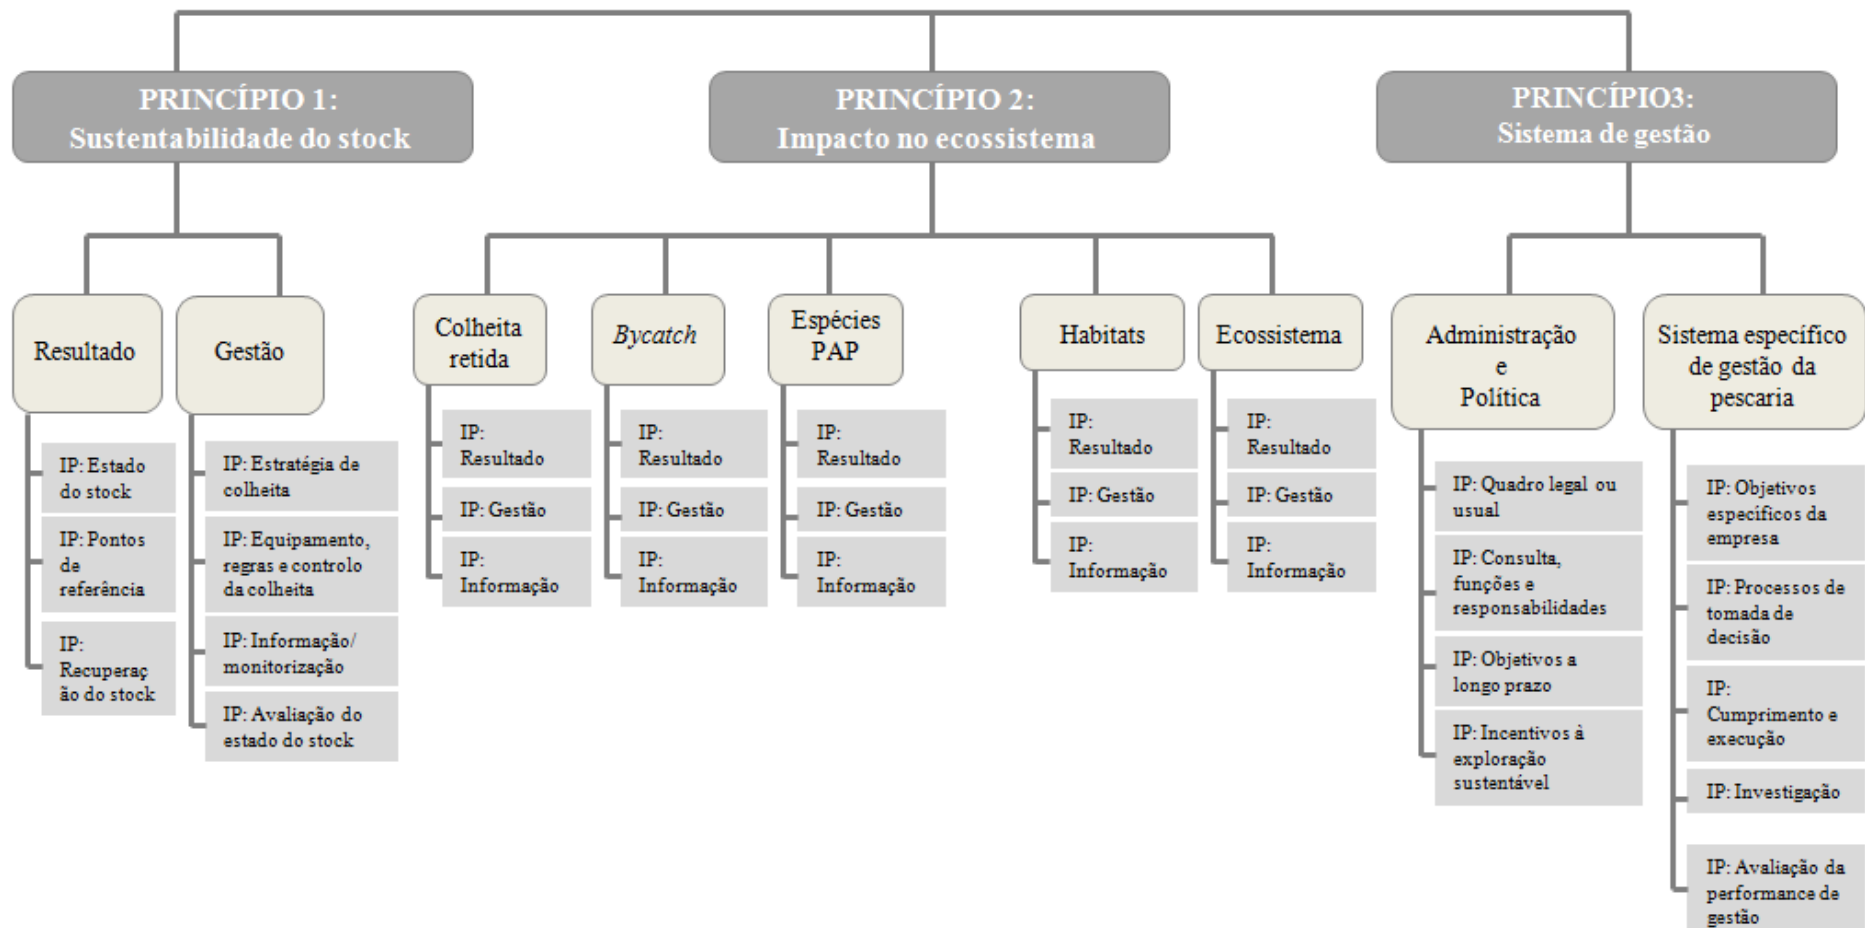 PRINCÍPIO 1:
Sustentabilidade do stock
PRINCÍPIO 2:
Impacto no ecossistema
PRINCÍPIO3:
Sistema de gestão
Resultado
IP: Estado
do stock
IP: Pontos
de
referência
IP:
Recuperaç
ão do stock
Gestão
IP: Estratégia de
colheita
IP: Equipamento,
regras e controlo
da colheita
IP: Informação/
monitorização
IP: Avaliação do
estado do stock
Colheita
retida
IP:
Resultado
IP: Gestão
IP:
Informação
Bycatch
IP:
Resultado
IP: Gestão
IP:
Informação
Espécies
PAP
IP:
Resultado
IP: Gestão
IP:
Informação
Habitats
IP:
Resultado
IP: Gestão
IP:
Informação
Ecossistema
IP:
Resultado
IP: Gestão
IP:
Informação
Administração
e
Política
IP: Quadro legal ou
usual
IP: Consulta,
funções e
responsabilidades
IP: Objetivos a
longo prazo
IP: Incentivos à
exploração
sustentável
Sistema específico
de gestão da
pescaria
IP: Objetivos
específicos da
empresa
IP: Processos de
tomada de
decisão
IP:
Cumprimento e
execução
IP: Investigação
IP: Avaliação da
performance de
gestão